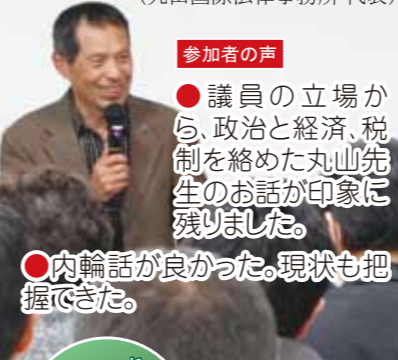 参加者の声
●議員の立場か
ら、政治と経済、税
制を絡めた丸山先
生のお話が印象に
残りました。
●内輪話が良かった。現状も把
握できた。